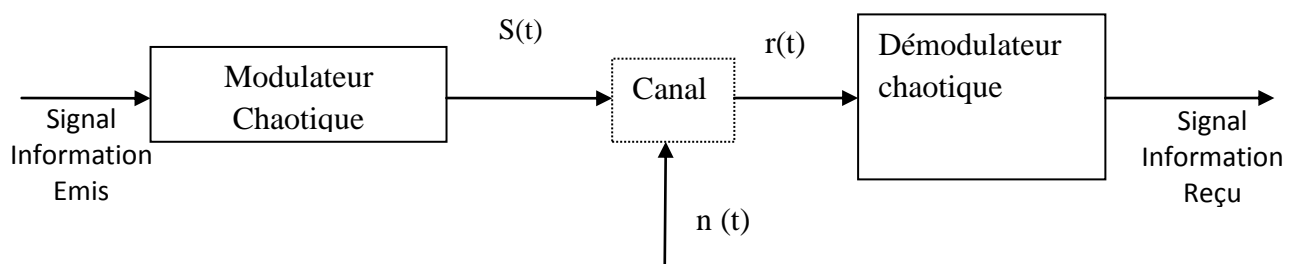 Signal
Information
Emis
Modulateur
Chaotique
S(t)
Canal
n (t)
r(t)
Démodulateur
chaotique
Signal
Information
Reçu